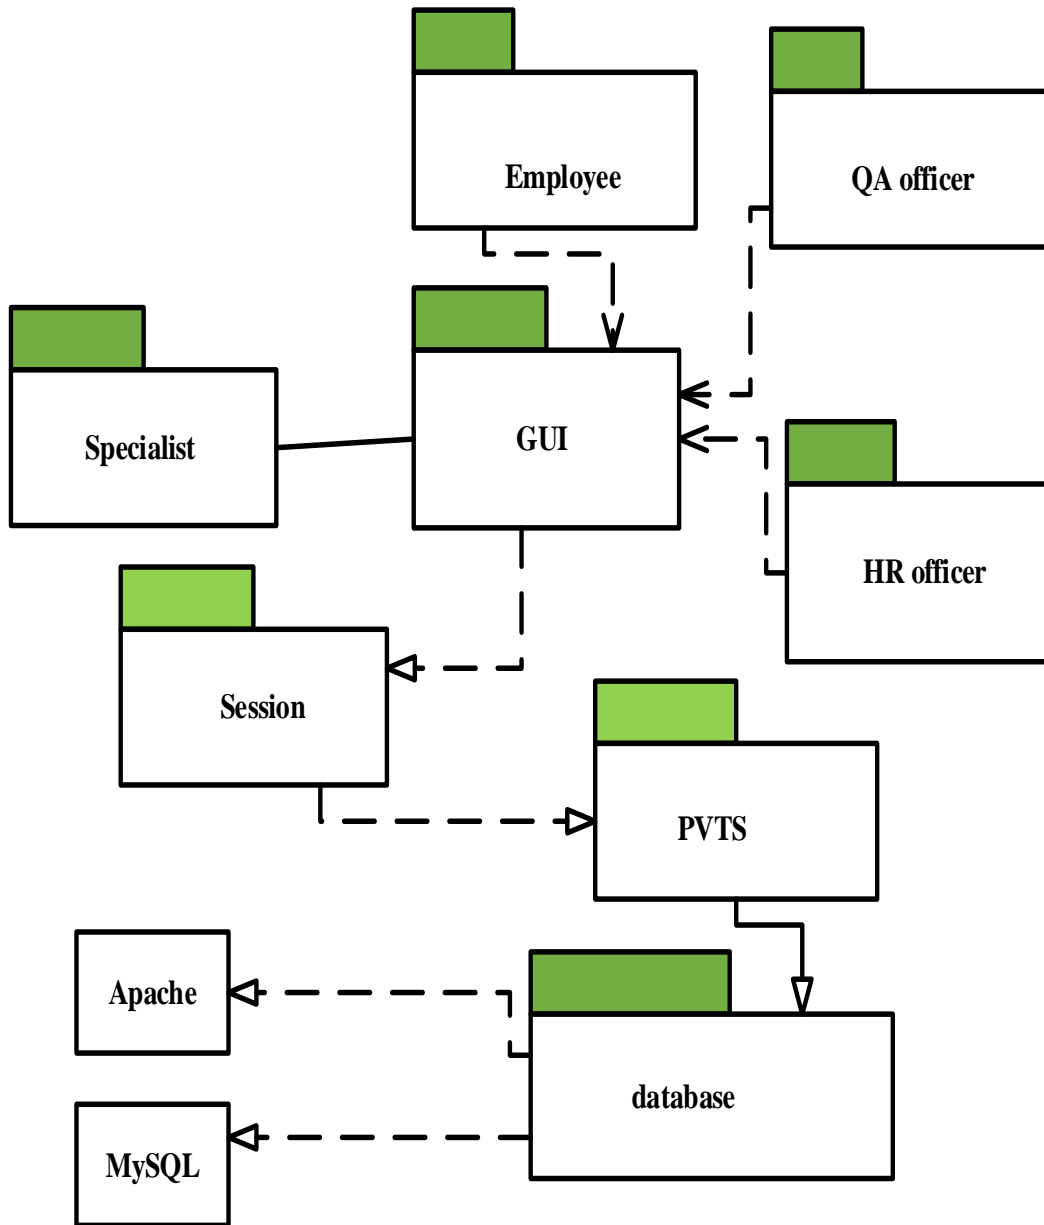 Employee
QA officer
Specialist
GUI
HR officer
Session
PVTS
Apache
database
MySQL